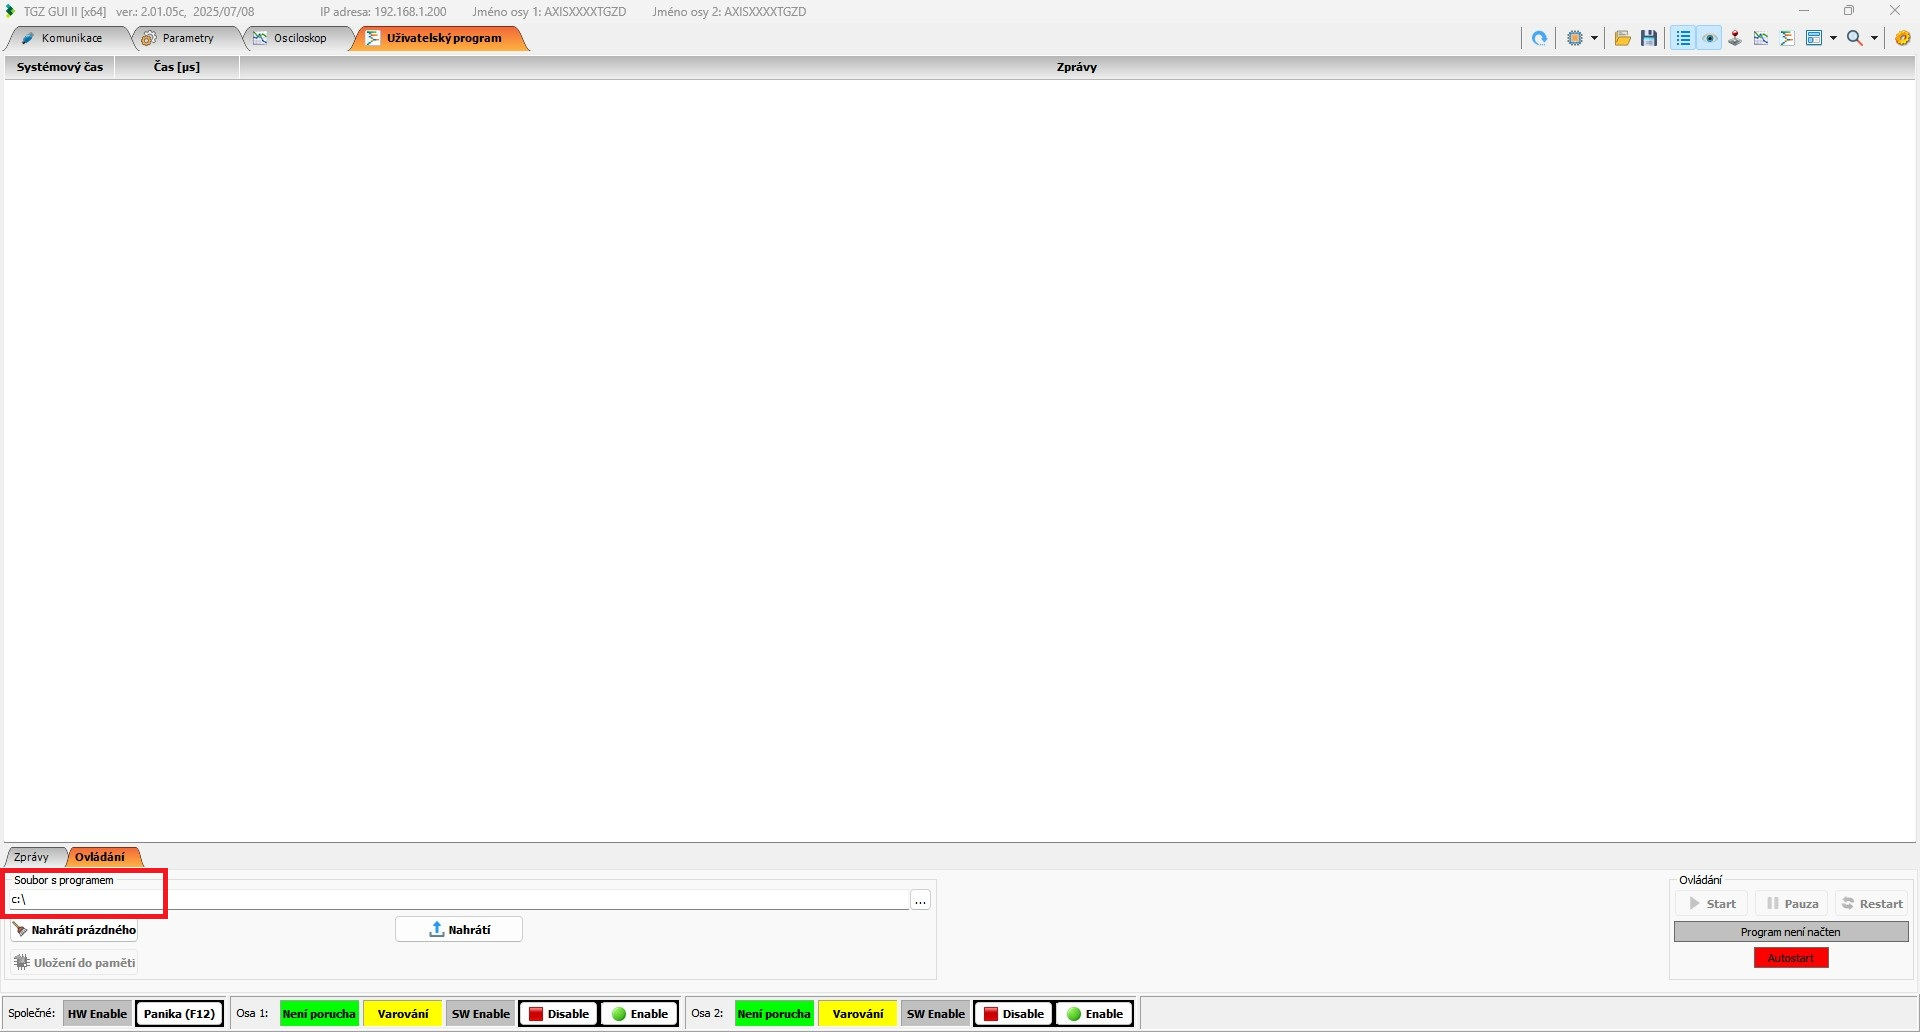 TGZ GUI II [x64] ver.: 2.01.05c, 2025/07/08 IP adresa: 192.168.1.200 Jméno osy 1: AXISXXXXTGZD Jméno osy 2: AXISXXXXTGZD
Komunikace Parametry Osciloskop Uživatelský program
Systémový čas Čas [µs] Zprávy
Zprávy Ovládání
Soubor s programem
c:\
...
Nahrátí prázdného Nahrátí
Uložení do paměti
Ovládání
Start Pauza Restart
Program není načten
Autostart
Společné: HW Enable Panika (F12) Osa 1: Není porucha Varování SW Enable Disable Enable Osa 2: Není porucha Varování SW Enable Disable Enable